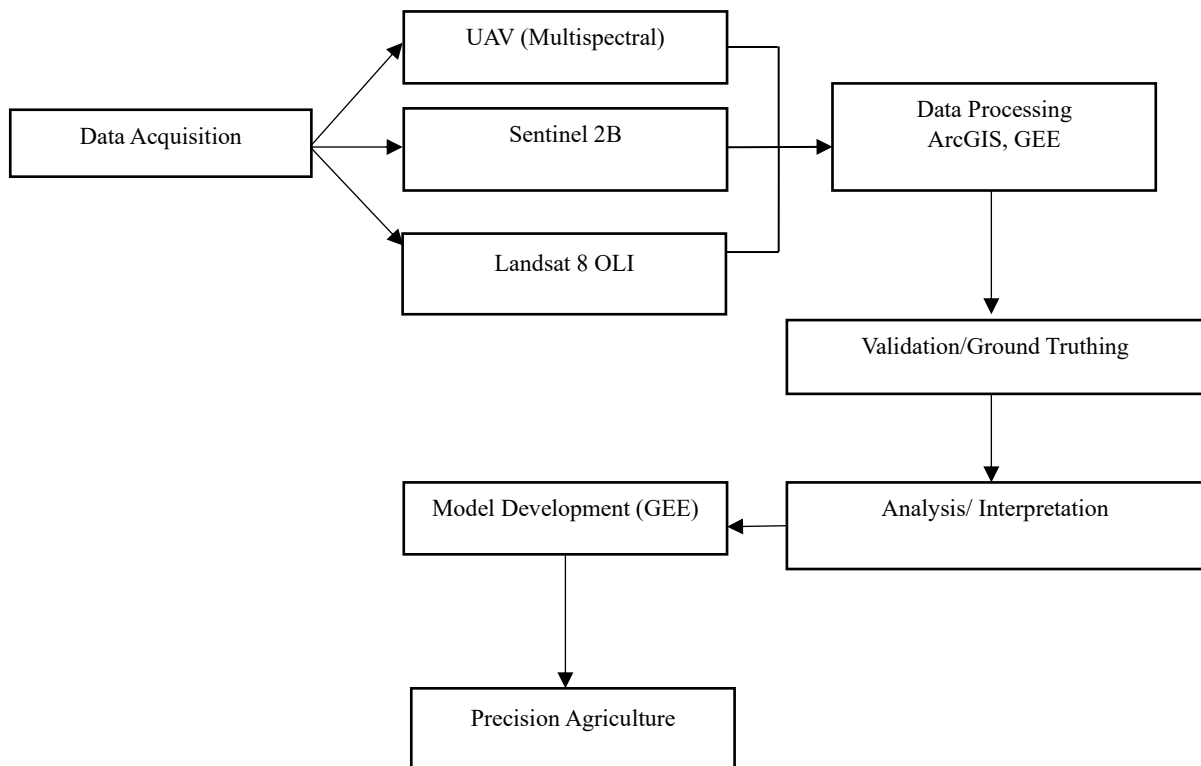 UAV (Multispectral)
Data Acquisition
Sentinel 2B
Landsat 8 OLI
Data Processing
ArcGIS, GEE
Validation/Ground Truthing
Analysis/ Interpretation
Model Development (GEE)
Precision Agriculture